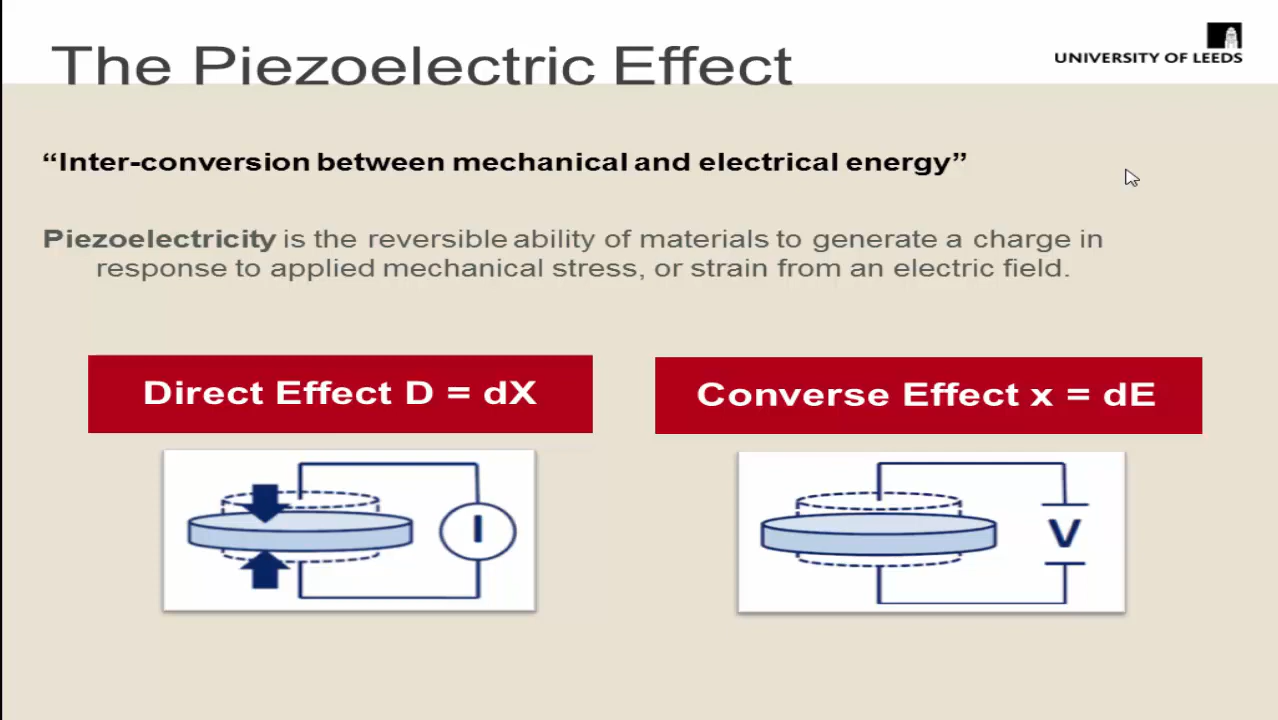 The Piezoelectric Effect
UNIVERSITY OF LEEDS
“Inter-conversion between mechanical and electrical energy”
Piezoelectricity is the reversible ability of materials to generate a charge in
response to applied mechanical stress, or strain from an electric field.
Direct Effect D = dX
Converse Effect x = dE
I
V